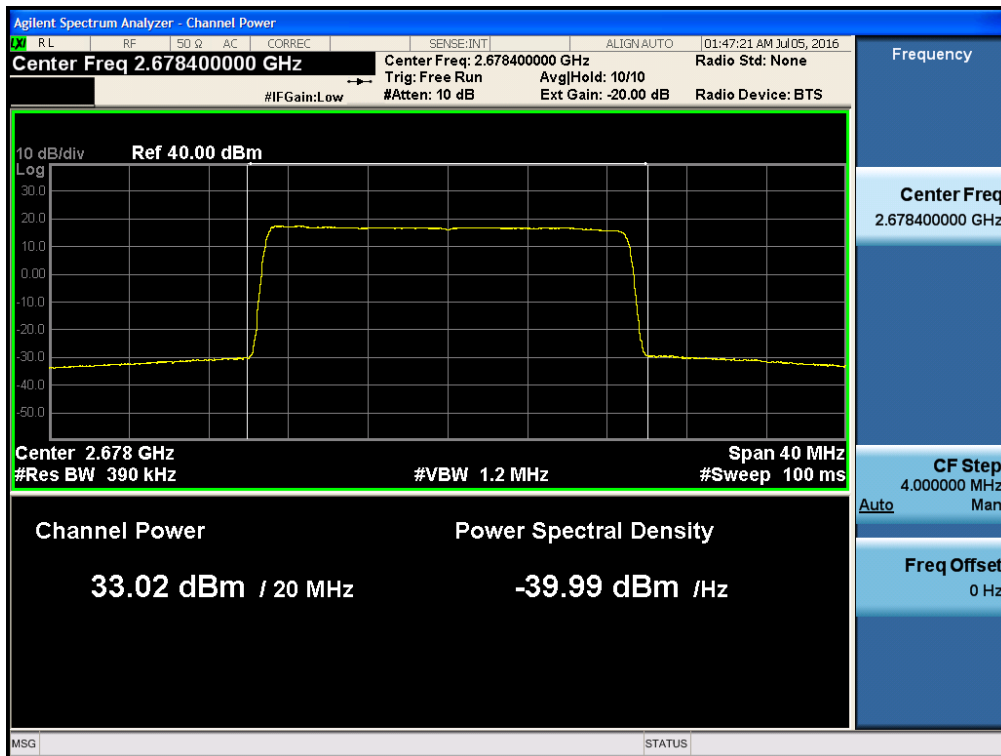 Agilent Spectrum Analyzer - Channel Power
LXI RL RF 50 Ω AC CORREC SENSE:INT ALIGNAUTO 01:47:21 AM Jul 05, 2016
Center Freq 2.678400000 GHz
Center Freq: 2.678400000 GHz Radio Std: None
Trig: Free Run Avg|Hold: 10/10
#IFGain:Low #Atten: 10 dB Ext Gain: -20.00 dB Radio Device: BTS
10 dB/div Ref 40.00 dBm
Log
30.0
20.0
10.0
0.00
-10.0
-20.0
-30.0
-40.0
-50.0
Center 2.678 GHz Span 40 MHz
#Res BW 390 kHz #VBW 1.2 MHz #Sweep 100 ms
Channel Power Power Spectral Density
33.02 dBm / 20 MHz -39.99 dBm /Hz
MSG STATUS
Frequency
Center Freq
2.678400000 GHz
CF Step
4.000000 MHz
Auto Man
Freq Offset
0 Hz